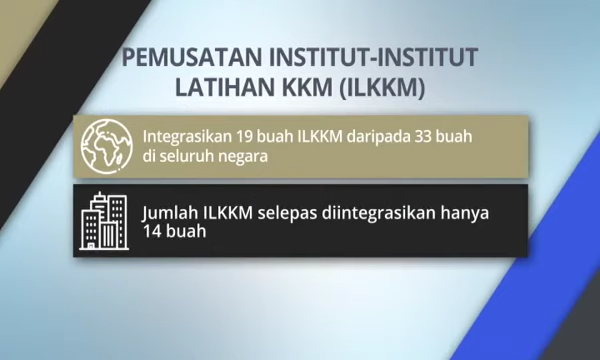 PEMUSATAN INSTITUT-INSTITUT
LATIHAN KKM (ILKKM)
Integrasikan 19 buah ILKKM daripada 33 buah
di seluruh negara
Jumlah ILKKM selepas diintegrasikan hanya
14 buah